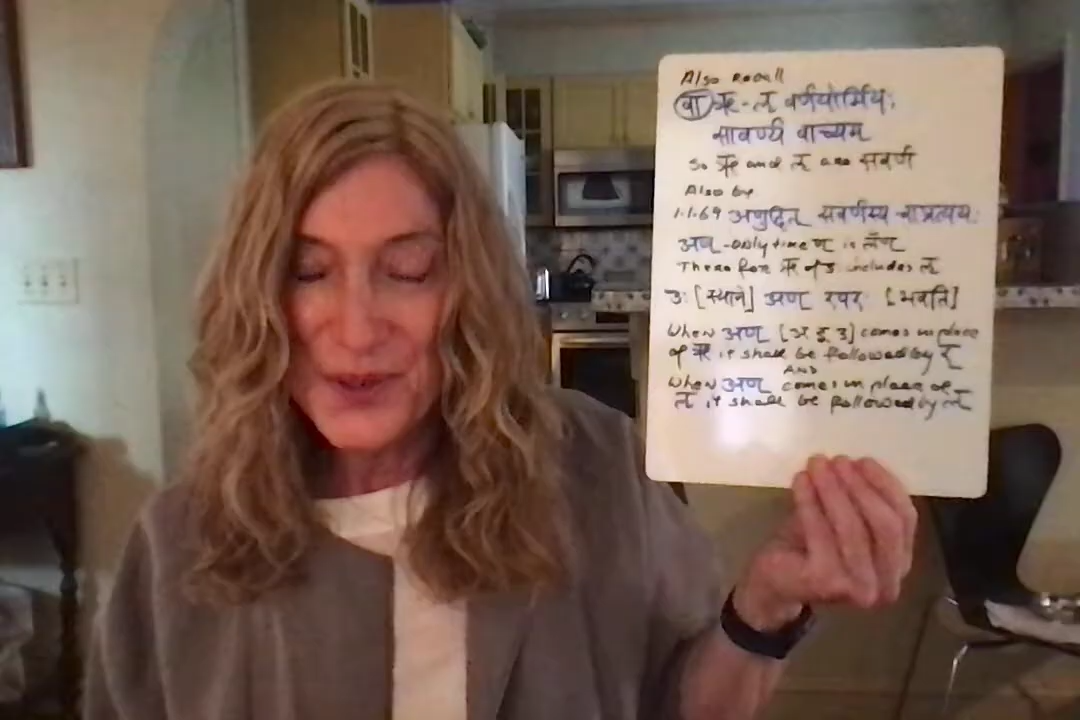 Also Recall
(वा) ऋ-ऌ वर्णयोर्मिथः
सावर्ण्यं वाच्यम्
So ऋ and ऌ are सवर्ण
Also by
1.1.69 अणुदित् सवर्णस्य चाप्रत्ययः
अण् -only time ण् is लँण्
Therefore ऋ of 3 includes ऌ
उः [स्थाने] अण् रपरः [भवति]
When अण् [अ इ उ] comes in place
of ऋ it shall be followed by र्
AND
When अण् comes in place of
ऌ it shall be followed by ल्